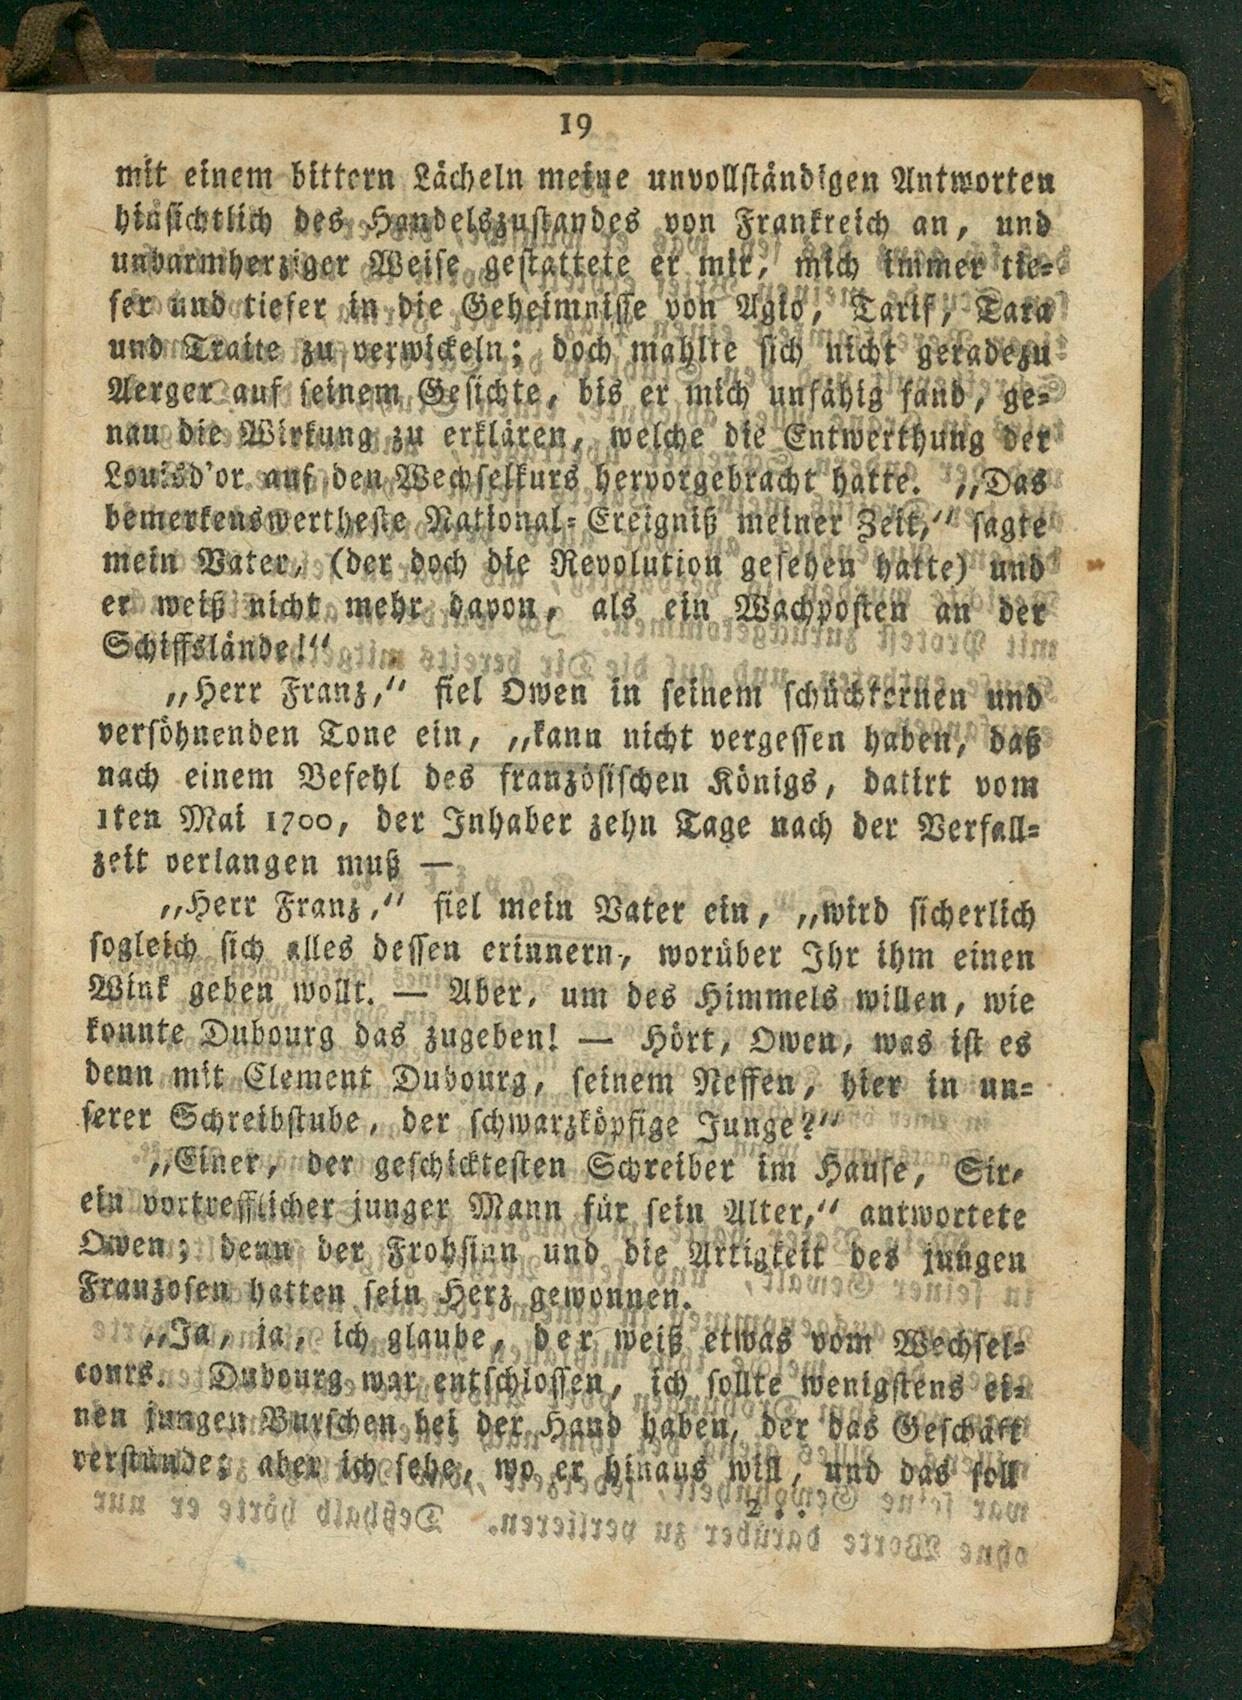 19
mit einem bittern Lächeln meine unvollständigen Antworten
hinsichtlich des Handelszustandes von Frankreich an, und
unbarmherziger Weise gestattete er mir, mich immer tie-
fer und tiefer in die Geheimnisse von Agio, Tarif, Tara
und Traite zu verwickeln; doch mahlte sich nicht geradezu
Aerger auf seinem Gesichte, bis er mich unfähig fand, ge-
nau die Wirkung zu erklären, welche die Entwerthung der
Louisd'or auf den Wechselkurs hervorgebracht hatte. „Das
bemerkenswertheste National-Ereigniß meiner Zeit,“ sagte
mein Vater, (der doch die Revolution gesehen hatte) und
er weiß nicht mehr davon, als ein Wachposten an der
Schiffslände!“
„Herr Franz,“ fiel Owen in seinem schüchternen und
versöhnenden Tone ein, „kann nicht vergessen haben, daß
nach einem Befehl des französischen Königs, datirt vom
1ten Mai 1700, der Inhaber zehn Tage nach der Verfall-
zeit verlangen muß —
„Herr Franz,“ fiel mein Vater ein, „wird sicherlich
sogleich sich alles dessen erinnern, worüber Ihr ihm einen
Wink geben wollt. — Aber, um des Himmels willen, wie
konnte Dubourg das zugeben! — Hört, Owen, was ist es
denn mit Clement Dubourg, seinem Neffen, hier in un-
serer Schreibstube, der schwarzköpfige Junge?“
„Einer, der geschicktesten Schreiber im Hause, Sir,
ein vortrefflicher junger Mann für sein Alter,“ antwortete
Owen; denn der Frohsinn und die Artigkeit des jungen
Franzosen hatten sein Herz gewonnen.
„Ja, ja, ich glaube, der weiß etwas vom Wechsel-
cours. Dubourg war entschlossen, ich sollte wenigstens ei-
nen jungen Burschen bei der Hand haben, der das Geschäft
verstünde; aber ich sehe, wo er hinaus will, und das soll
2..